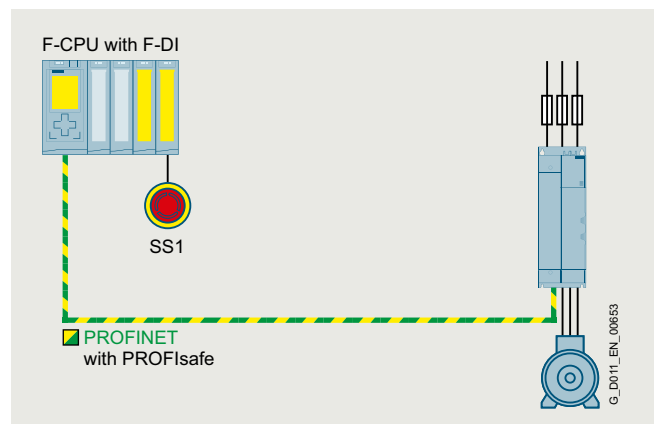 F-CPU with F-DI
SS1
PROFINET
with PROFIsafe
G_D011_EN_00653